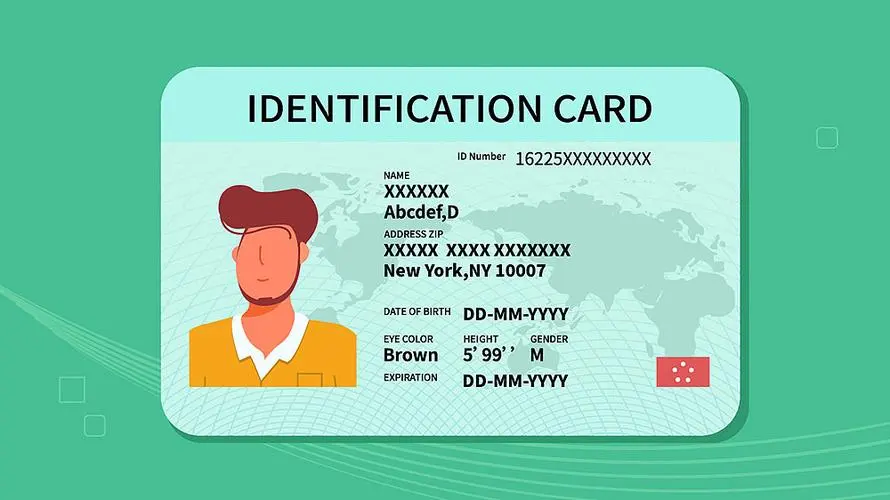 IDENTIFICATION CARD
ID Number 16225XXXXXXXXX
NAME
XXXXXX
Abcdef,D
ADDRESS ZIP
XXXXX XXXX XXXXXXX
New York,NY 10007
DATE OF BIRTH DD-MM-YYYY
EYE COLOR HEIGHT GENDER
Brown 5’99’’ M
EXPIRATION DD-MM-YYYY